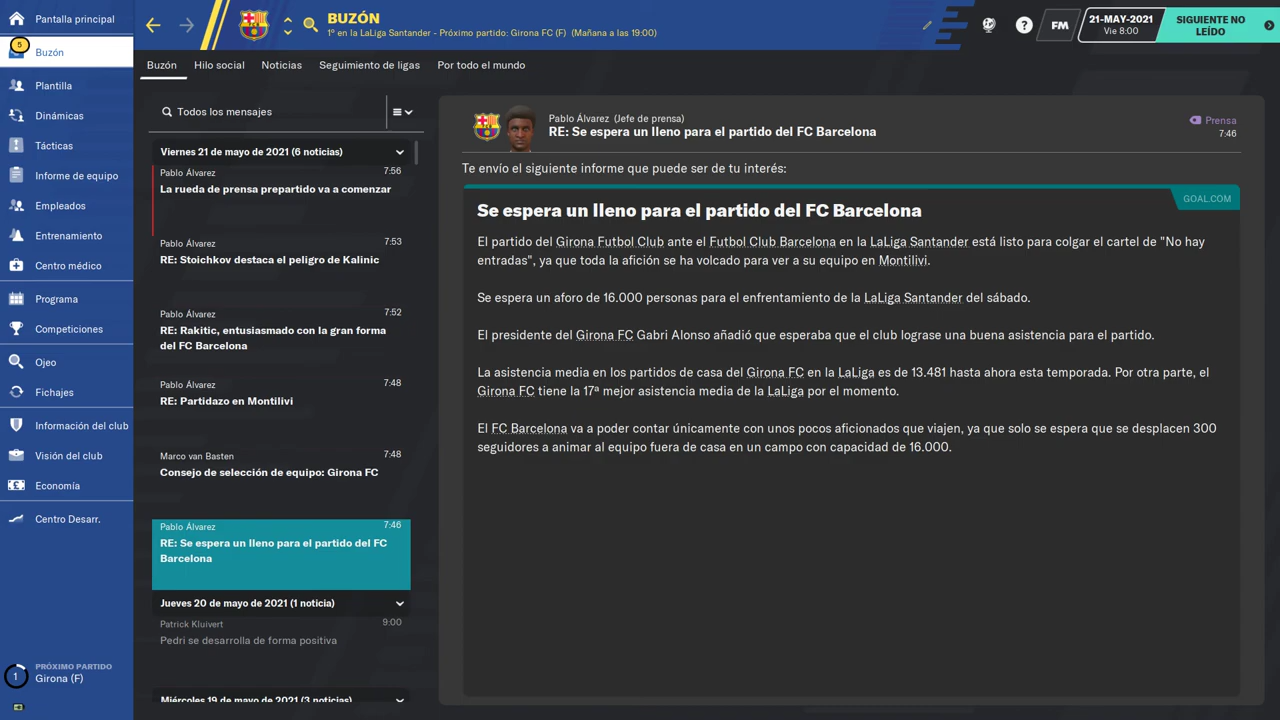 Pantalla principal
5
Buzón
Plantilla
Dinámicas
Tácticas
Informe de equipo
Empleados
Entrenamiento
Centro médico
Programa
Competiciones
Ojeo
Fichajes
Información del club
Visión del club
Economía
Centro Desarr.
1
PRÓXIMO PARTIDO
Girona (F)
BUZÓN
1º en la LaLiga Santander - Próximo partido: Girona FC (F) (Mañana a las 19:00)
?
FM
21-MAY-2021
Vie 8:00
SIGUIENTE NO
LEÍDO
Buzón
Hilo social
Noticias
Seguimiento de ligas
Por todo el mundo
Todos los mensajes
Viernes 21 de mayo de 2021 (6 noticias)
Pablo Álvarez 7:56
La rueda de prensa prepartido va a comenzar
Pablo Álvarez 7:53
RE: Stoichkov destaca el peligro de Kalinic
Pablo Álvarez 7:52
RE: Rakitic, entusiasmado con la gran forma
del FC Barcelona
Pablo Álvarez 7:48
RE: Partidazo en Montilivi
Marco van Basten 7:48
Consejo de selección de equipo: Girona FC
Pablo Álvarez 7:46
RE: Se espera un lleno para el partido del FC
Barcelona
Jueves 20 de mayo de 2021 (1 noticia)
Patrick Kluivert 9:00
Pedri se desarrolla de forma positiva
Miércoles 19 de mayo de 2021 (3 noticias)
Pablo Álvarez (Jefe de prensa)
RE: Se espera un lleno para el partido del FC Barcelona
Prensa
7:46
Te envío el siguiente informe que puede ser de tu interés:
GOAL.COM
Se espera un lleno para el partido del FC Barcelona
El partido del Girona Futbol Club ante el Futbol Club Barcelona en la LaLiga Santander está listo para colgar el cartel de "No hay
entradas", ya que toda la afición se ha volcado para ver a su equipo en Montilivi.
Se espera un aforo de 16.000 personas para el enfrentamiento de la LaLiga Santander del sábado.
El presidente del Girona FC Gabri Alonso añadió que esperaba que el club lograse una buena asistencia para el partido.
La asistencia media en los partidos de casa del Girona FC en la LaLiga es de 13.481 hasta ahora esta temporada. Por otra parte, el
Girona FC tiene la 17ª mejor asistencia media de la LaLiga por el momento.
El FC Barcelona va a poder contar únicamente con unos pocos aficionados que viajen, ya que solo se espera que se desplacen 300
seguidores a animar al equipo fuera de casa en un campo con capacidad de 16.000.